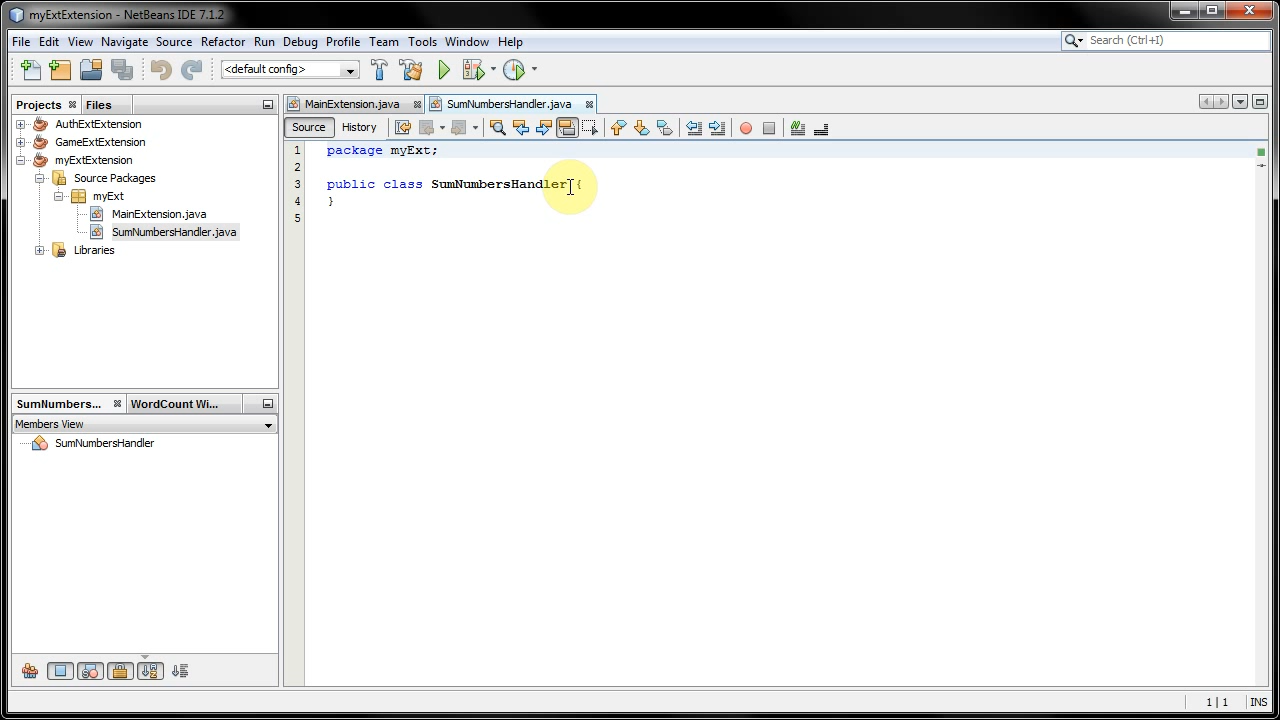 myExtExtension - NetBeans IDE 7.1.2
File Edit View Navigate Source Refactor Run Debug Profile Team Tools Window Help
Search (Ctrl+I)
<default config>
Projects Files
AuthExtExtension
GameExtExtension
myExtExtension
Source Packages
myExt
MainExtension.java
SumNumbersHandler.java
Libraries
SumNumbers... WordCount Wi...
Members View
SumNumbersHandler
MainExtension.java SumNumbersHandler.java
Source History
1 package myExt;
2
3 public class SumNumbersHandler {
4 }
5
1 | 1 INS